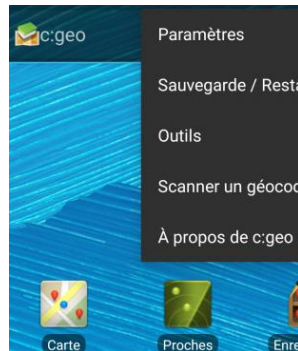 c:geo
Paramètres
Sauvegarde / Resta
Outils
Scanner un géocod
À propos de c:geo
Carte
Proches
Enre